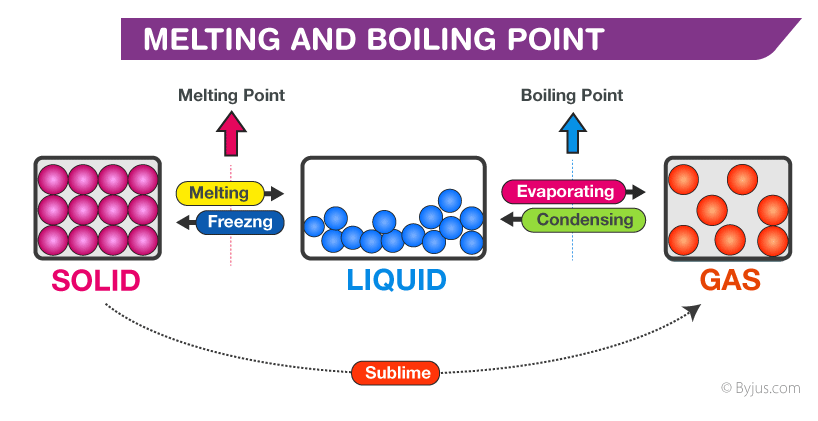 MELTING AND BOILING POINT
Melting Point
Boiling Point
Melting
Freezng
Evaporating
Condensing
SOLID
LIQUID
GAS
Sublime
© Byjus.com